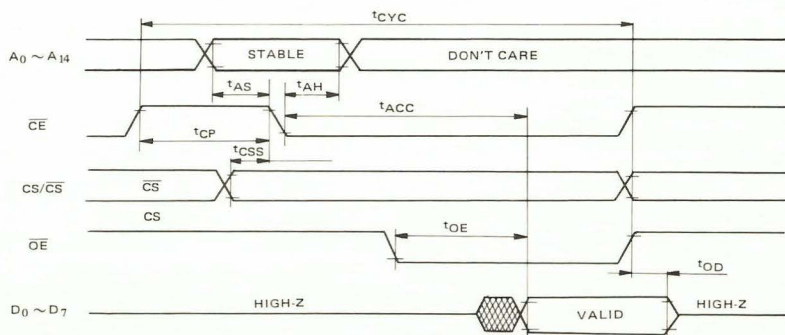 tCYC
A0 ~ A14 STABLE DON'T CARE
tAS tAH
tACC
CE
tCP
tCSS
CS/CS CS
CS
tOE
OE
tOD
D0 ~ D7 HIGH-Z VALID HIGH-Z